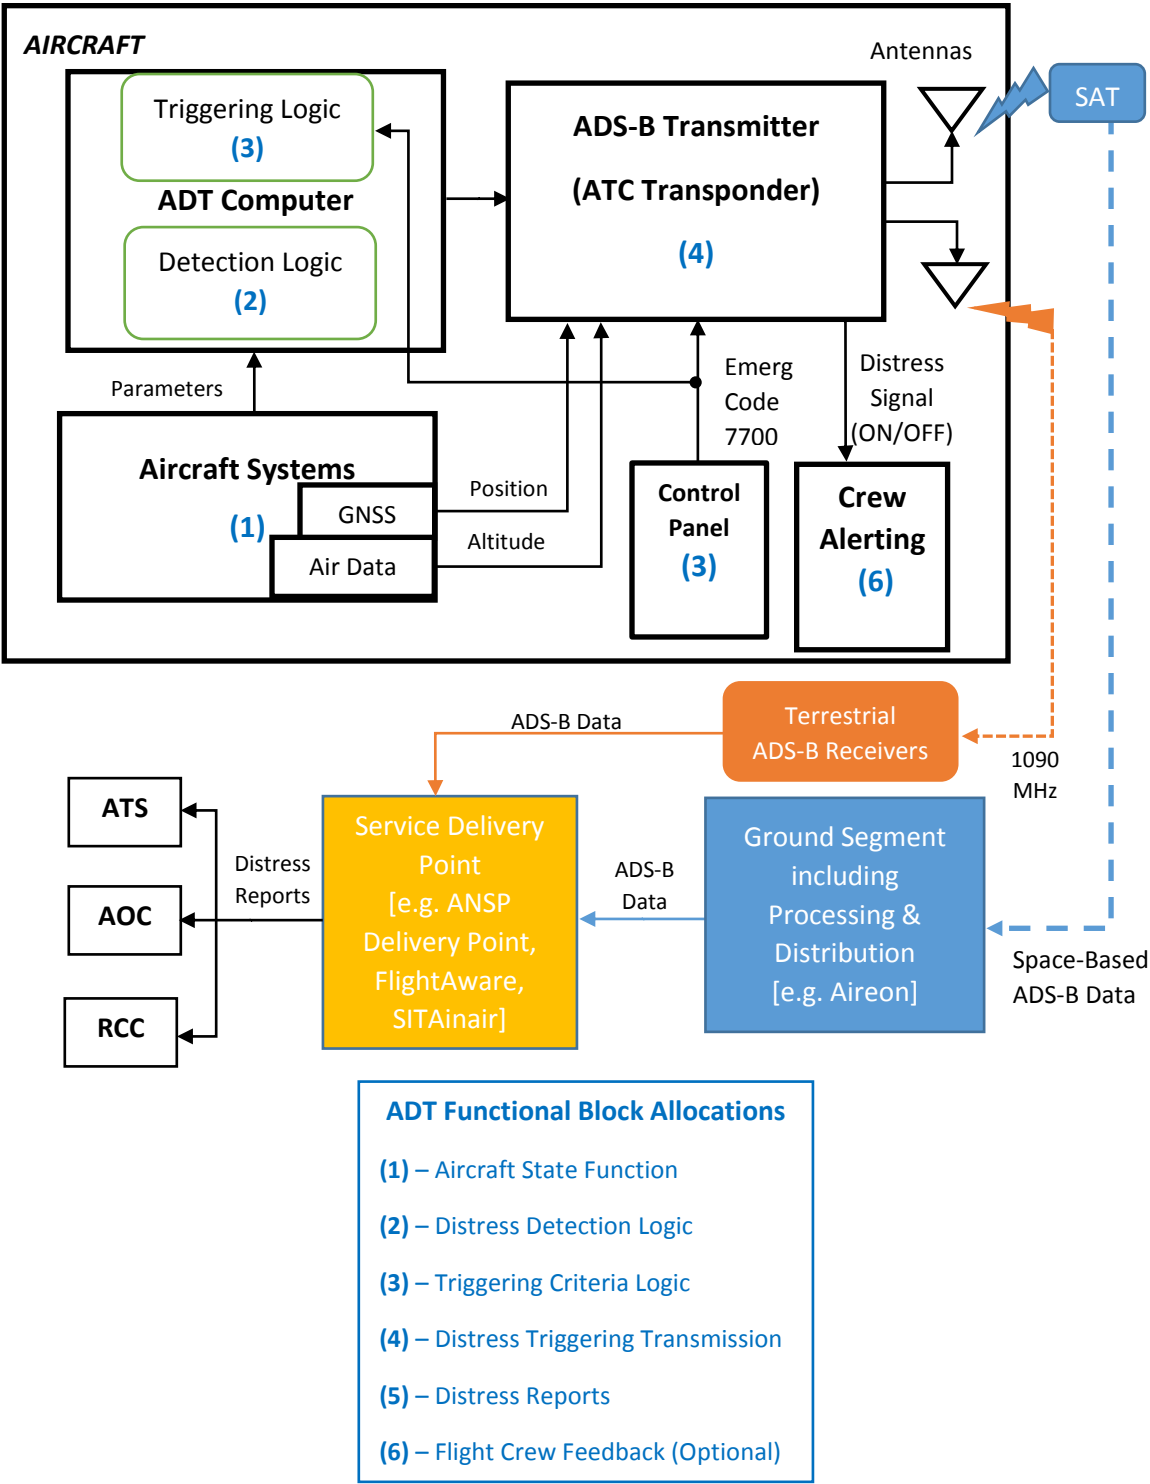 AIRCRAFT
Antennas
SAT
Triggering Logic
(3)
ADT Computer
Detection Logic
(2)
ADS-B Transmitter
(ATC Transponder)
(4)
Parameters
Emerg
Code
7700
Distress
Signal
(ON/OFF)
Aircraft Systems
(1)
GNSS
Air Data
Position
Altitude
Control
Panel
(3)
Crew
Alerting
(6)
ADS-B Data
Terrestrial
ADS-B Receivers
1090
MHz
ATS
AOC
RCC
Distress
Reports
Service Delivery
Point
[e.g. ANSP
Delivery Point,
FlightAware,
SITAinair]
ADS-B
Data
Ground Segment
including
Processing &
Distribution
[e.g. Aireon]
Space-Based
ADS-B Data
ADT Functional Block Allocations
(1) – Aircraft State Function
(2) – Distress Detection Logic
(3) – Triggering Criteria Logic
(4) – Distress Triggering Transmission
(5) – Distress Reports
(6) – Flight Crew Feedback (Optional)